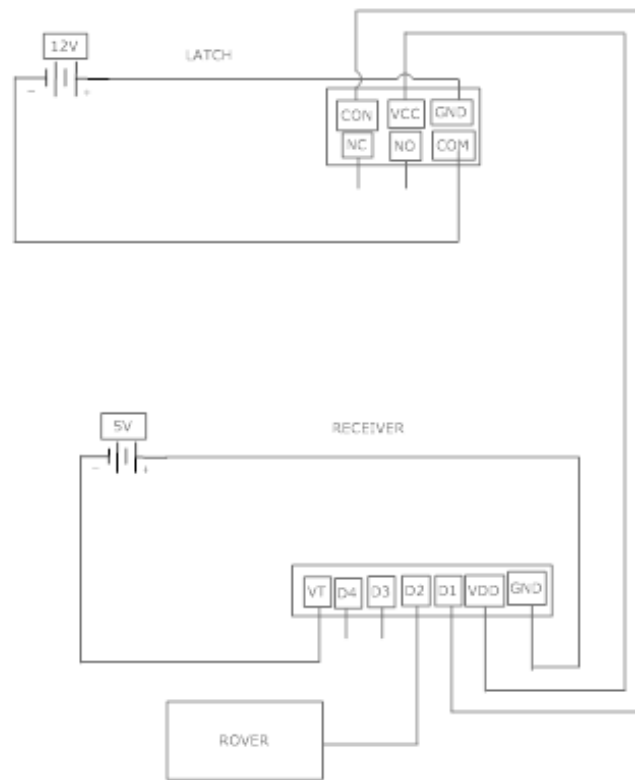 12V
LATCH
- +
CON VCC GND
NC NO COM
5V
RECEIVER
- +
VT D4 D3 D2 D1 VDD GND
ROVER